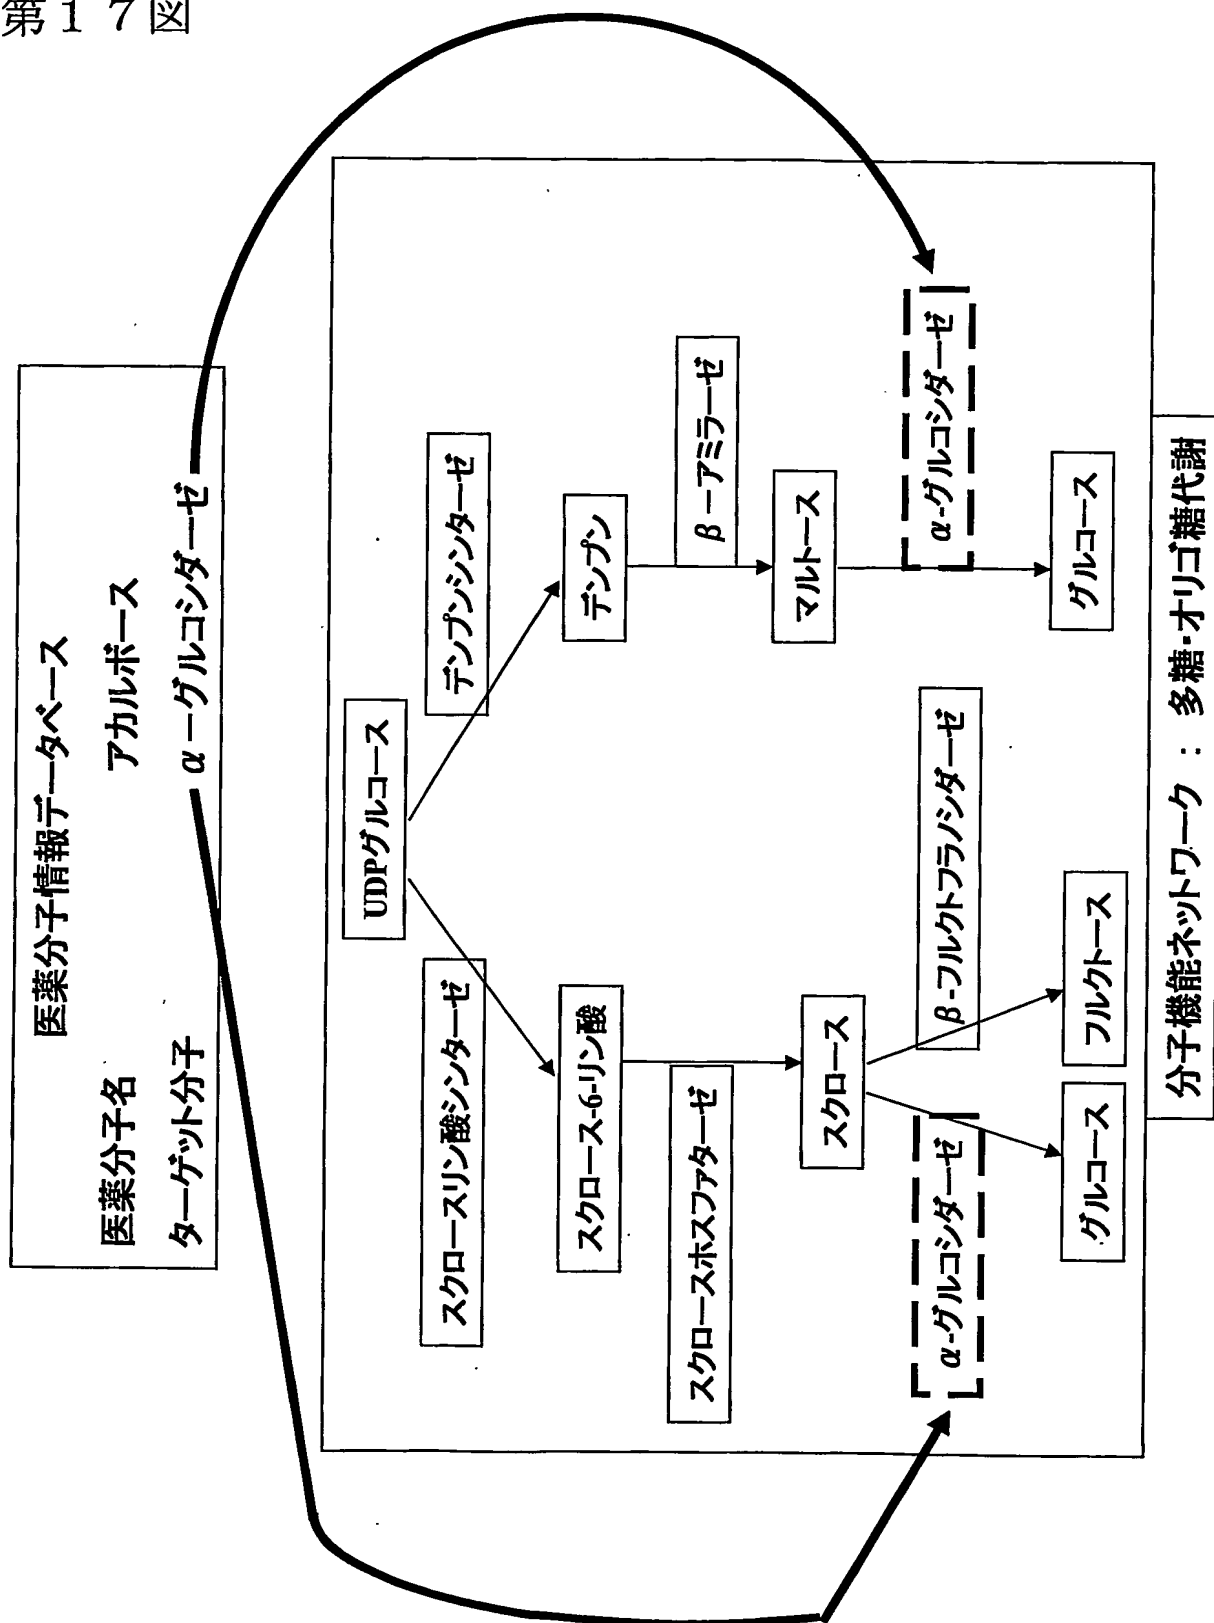 第１７図
医薬分子情報データベース
医薬分子名 アカルボース
ターゲット分子 α－グルコシダーゼ
UDPグルコース
スクロースリン酸シンターゼ
デンプンシンターゼ
スクロース-6-リン酸
デンプン
スクロースホスファターゼ
β－アミラーゼ
スクロース
マルトース
α-グルコシダーゼ
β-フルクトフラノシダーゼ
α-グルコシダーゼ
グルコース
フルクトース
グルコース
分子機能ネットワーク ： 多糖・オリゴ糖代謝